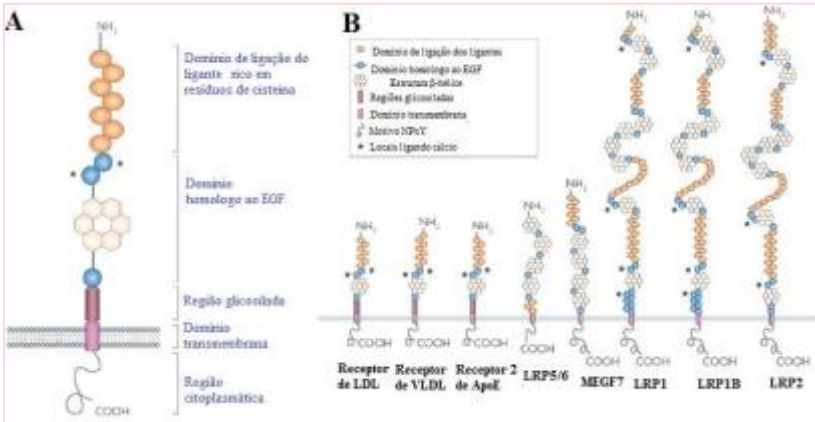 A
NH2
Domínio de ligação do
ligante rico em
resíduos de cisteina
Domínio
homologo ao EGF
Região glicosilada
Domínio
transmembrana
Região
citoplasmática
COOH
B
Domínio de ligação dos ligantes
Domínio homologo ao EGF
Estrutura β-hélice
Regiões glicosiladas
Domínio transmembrana
Motivo NPxY
Locais ligando cálcio
NH2
NH2
NH2
NH2
NH2
NH2
NH2
NH2
COOH
COOH
COOH
COOH
COOH
COOH
COOH
COOH
Receptor
de LDL
Receptor
de VLDL
Receptor 2
de ApoE
LRP5/6
MEGF7
LRP1
LRP1B
LRP2